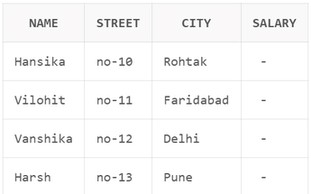 NAME STREET CITY SALARY
Hansika no-10 Rohtak -
Vilohit no-11 Faridabad -
Vanshika no-12 Delhi -
Harsh no-13 Pune -